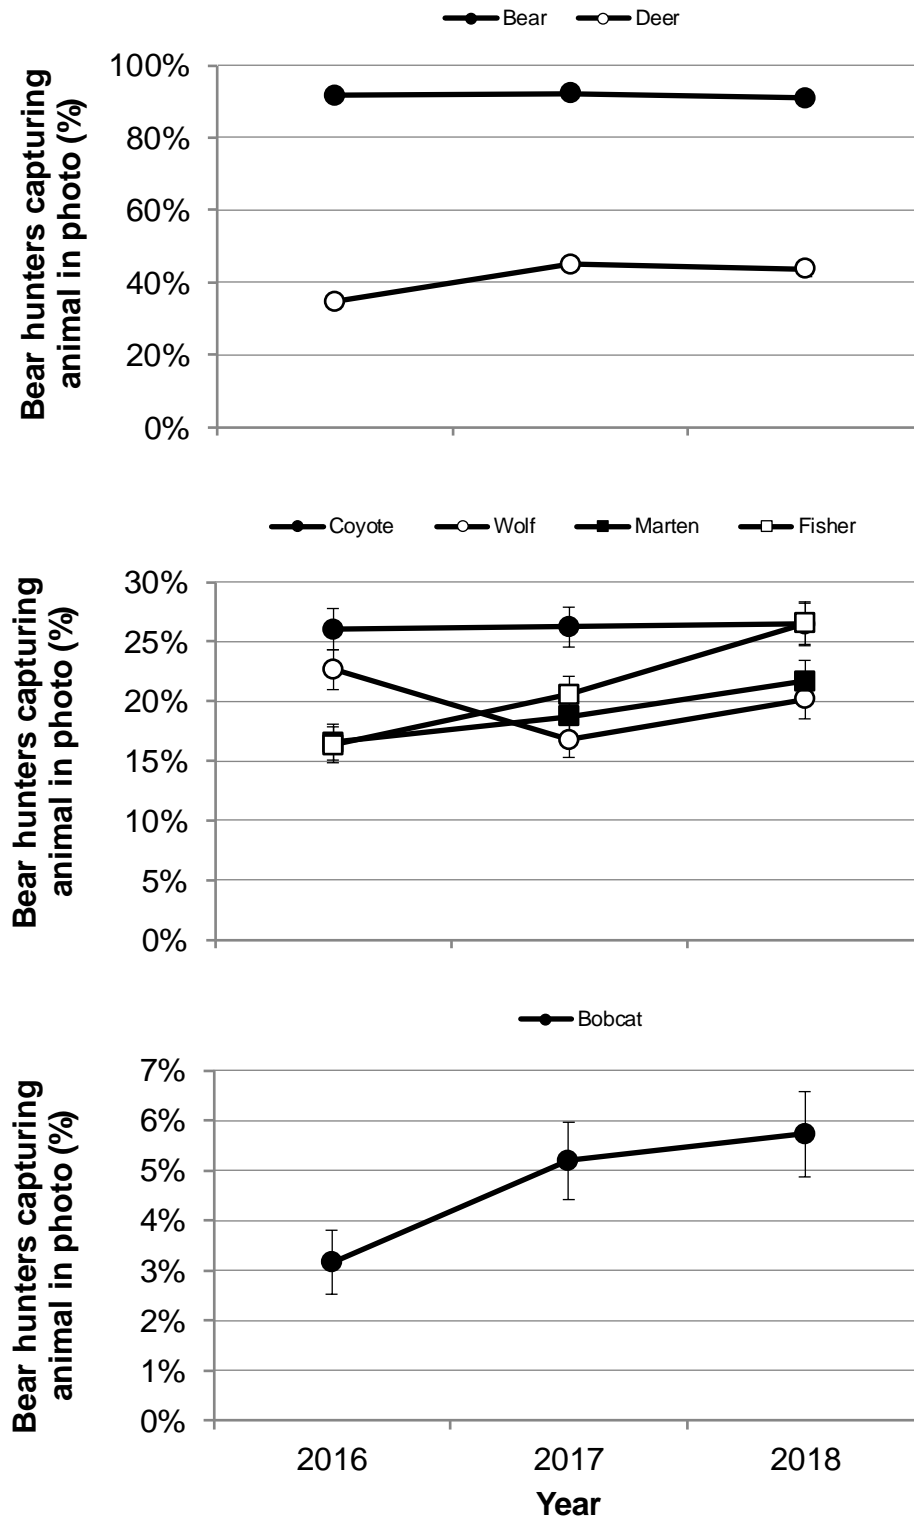 Bear Deer
Bear hunters capturing
animal in photo (%)
100%
80%
60%
40%
20%
0%
Coyote Wolf Marten Fisher
Bear hunters capturing
animal in photo (%)
30%
25%
20%
15%
10%
5%
0%
Bobcat
Bear hunters capturing
animal in photo (%)
7%
6%
5%
4%
3%
2%
1%
0%
2016 2017 2018
Year